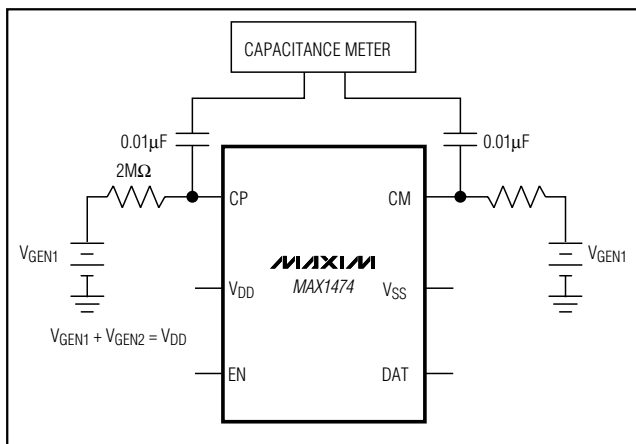 CAPACITANCE METER
0.01µF
0.01µF
2MΩ
CP
CM
VGEN1
VGEN1
MAXIM
MAX1474
VDD
VSS
VGEN1 + VGEN2 = VDD
EN
DAT